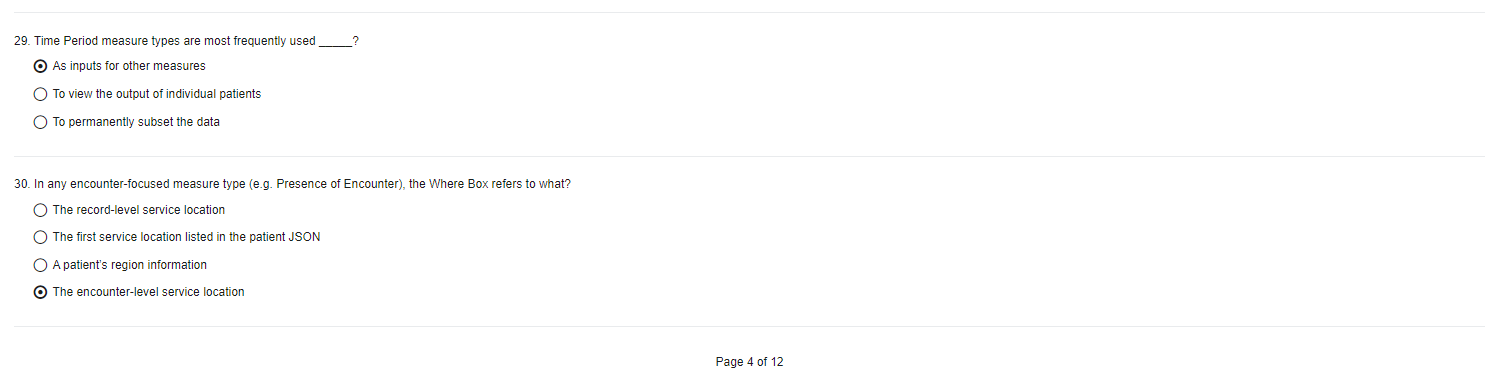 29. Time Period measure types are most frequently used _____?
As inputs for other measures
To view the output of individual patients
To permanently subset the data
30. In any encounter-focused measure type (e.g. Presence of Encounter), the Where Box refers to what?
The record-level service location
The first service location listed in the patient JSON
A patient's region information
The encounter-level service location
Page 4 of 12